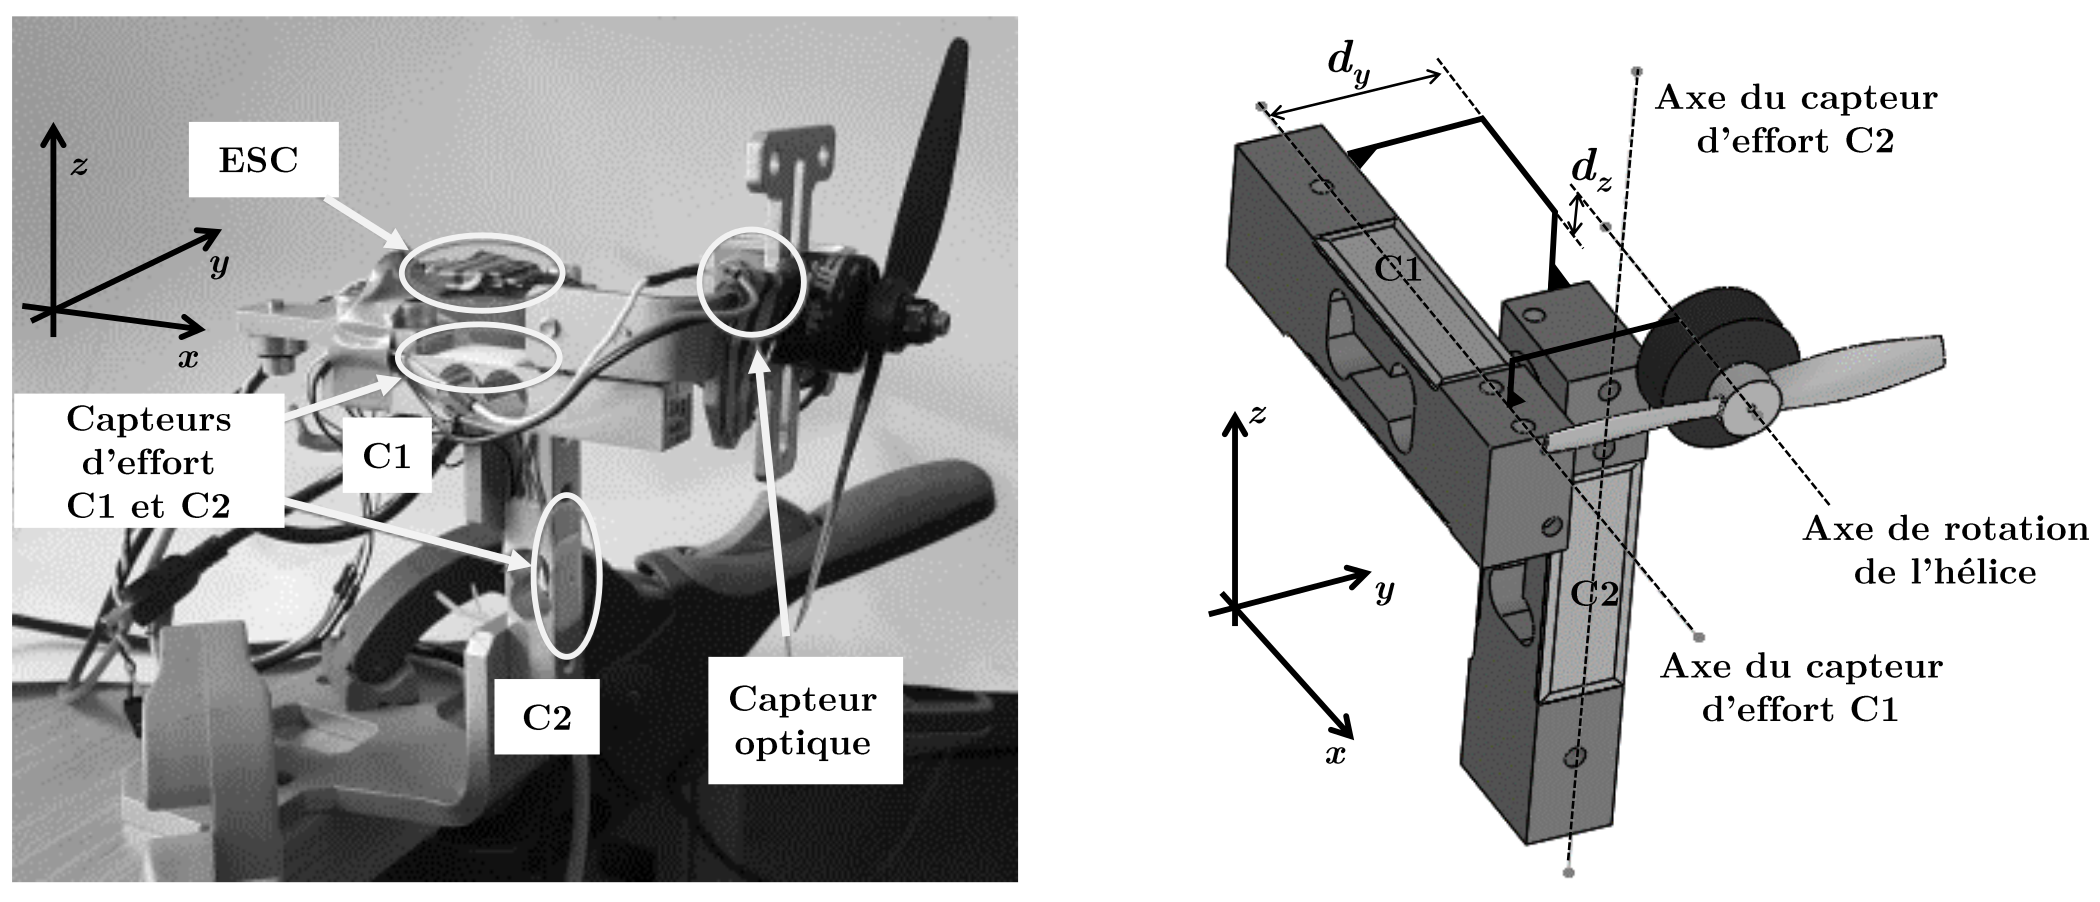 z
y
x
ESC
Capteurs
d'effort
C1 et C2
C1
C2
Capteur
optique
d_y
d_z
Axe du capteur
d'effort C2
C1
C2
z
y
x
Axe de rotation
de l'hélice
Axe du capteur
d'effort C1